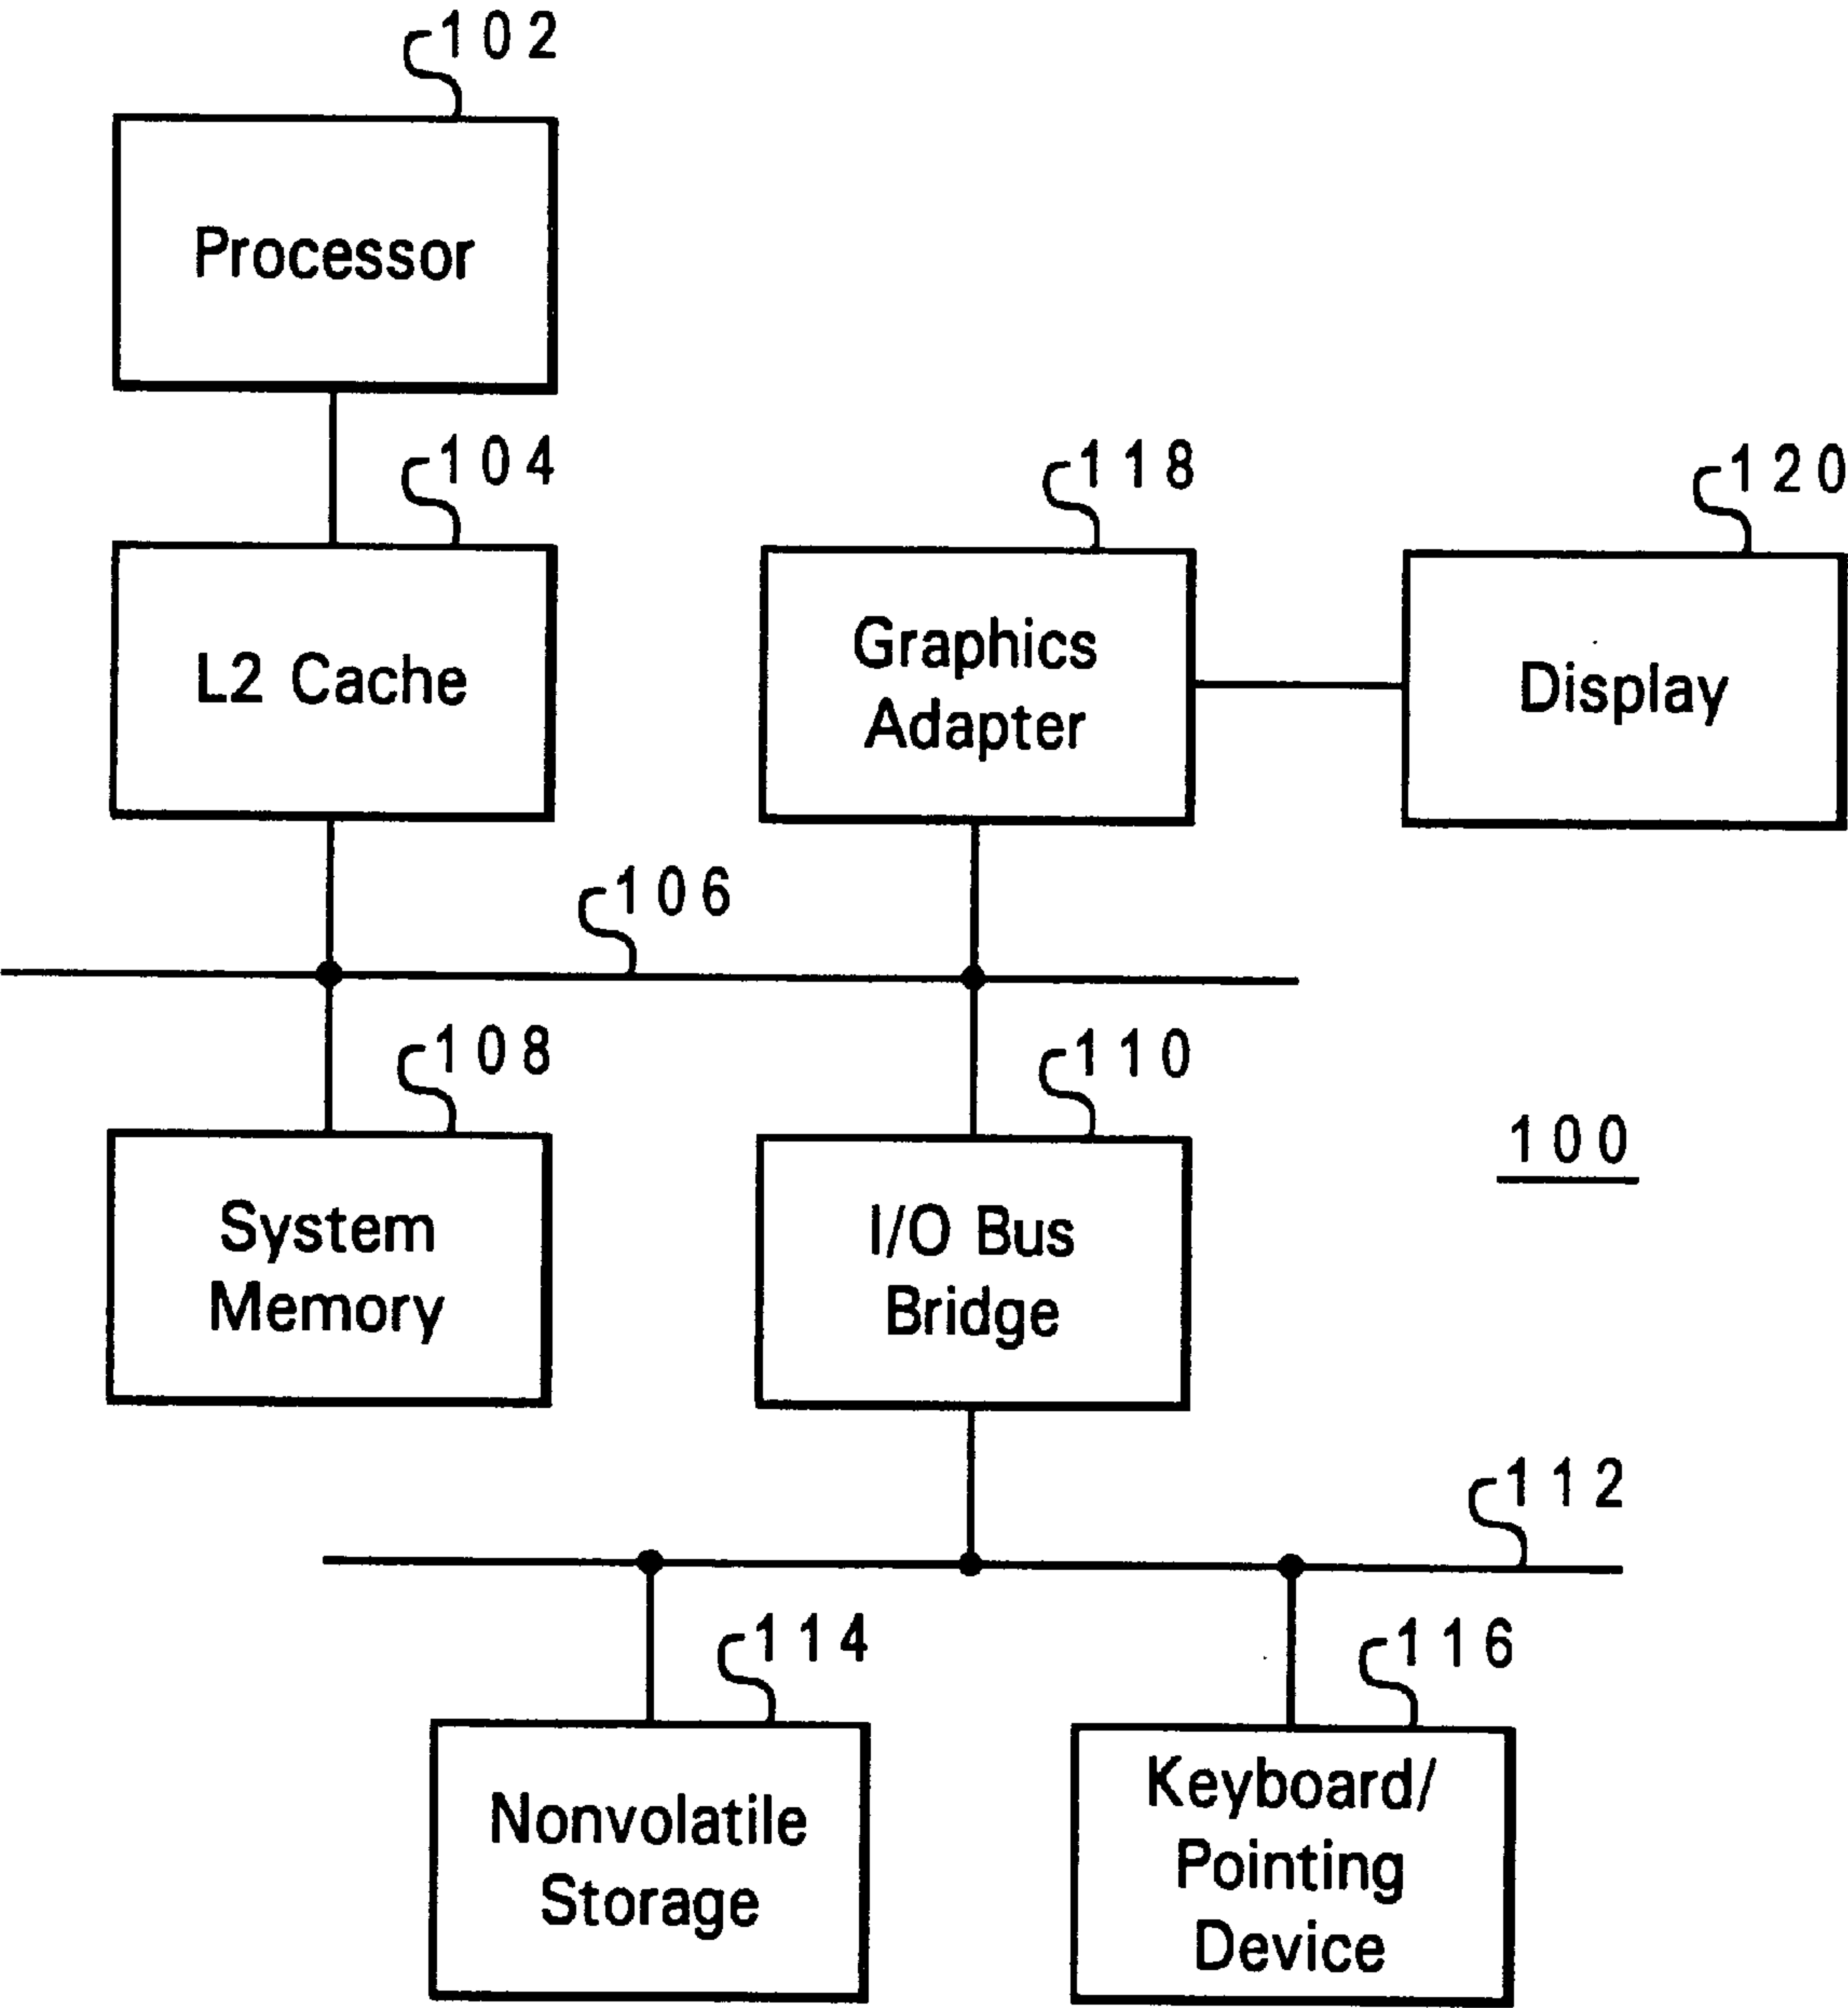 102
Processor
104
118
120
L2 Cache
Graphics
Adapter
Display
106
108
110
100
System
Memory
I/O Bus
Bridge
112
114
116
Nonvolatile
Storage
Keyboard/
Pointing
Device